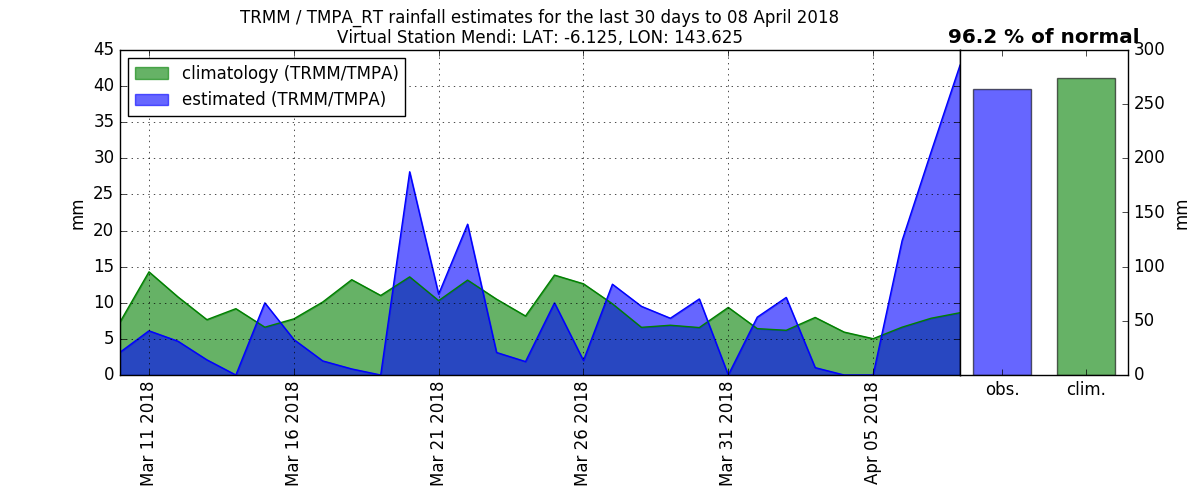 TRMM / TMPA_RT rainfall estimates for the last 30 days to 08 April 2018
Virtual Station Mendi: LAT: -6.125, LON: 143.625
96.2 % of normal
climatology (TRMM/TMPA)
estimated (TRMM/TMPA)
45
40
35
30
25
20
15
10
5
0
mm
Mar 11 2018
Mar 16 2018
Mar 21 2018
Mar 26 2018
Mar 31 2018
Apr 05 2018
300
250
200
150
100
50
0
mm
obs.
clim.